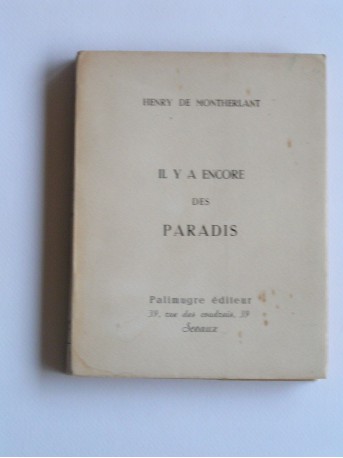 HENRY DE MONTHERLANT
IL Y A ENCORE
DES
PARADIS
Palimugre éditeur
39, rue des coudrais, 39
Sceaux